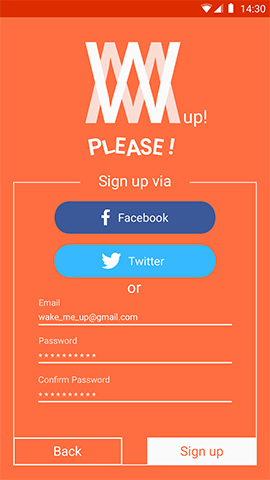 14:30
WM up!
PLEASE!
Sign up via
Facebook
Twitter
or
Email
wake_me_up@gmail.com
Password
**********
Confirm Password
**********
Back
Sign up